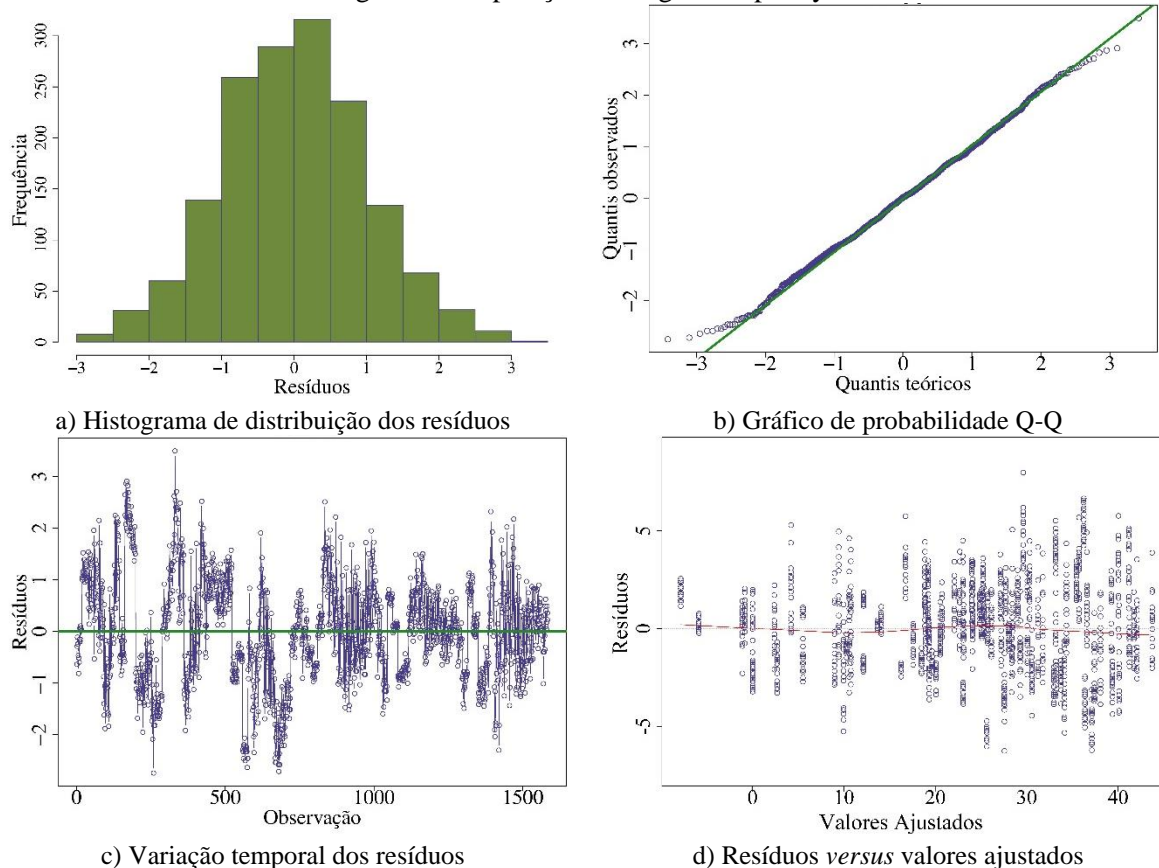 300
250
200
150
100
50
0
Frequência
−3 −2 −1 0 1 2 3
Resíduos
a) Histograma de distribuição dos resíduos
3
2
1
0
−1
−2
Quantis observados
−3 −2 −1 0 1 2 3
Quantis teóricos
b) Gráfico de probabilidade Q-Q
3
2
1
0
−1
−2
Resíduos
0 500 1000 1500
Observação
c) Variação temporal dos resíduos
5
0
-5
Resíduos
0 10 20 30 40
Valores Ajustados
d) Resíduos versus valores ajustados